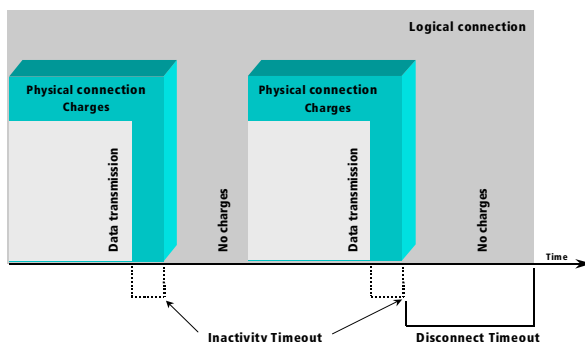 Logical connection
Physical connection
Charges
Data transmission
No charges
Physical connection
Charges
Data transmission
No charges
Time
Inactivity Timeout
Disconnect Timeout